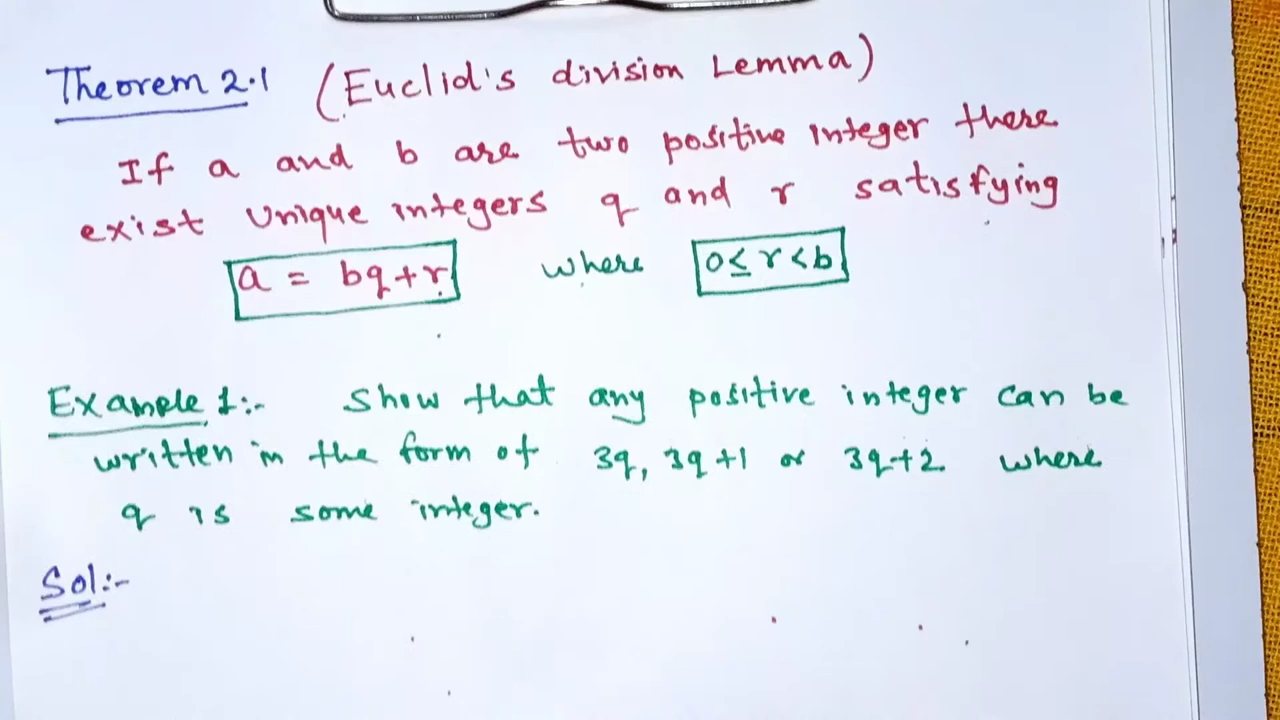 Theorem 2.1 (Euclid's division Lemma)
If a and b are two positive integer there
exist unique integers q and r satisfying
a = bq+r where 0≤r<b
Example 1:- Show that any positive integer can be
written in the form of 3q, 3q+1 or 3q+2 where
q is some integer.
Sol:-